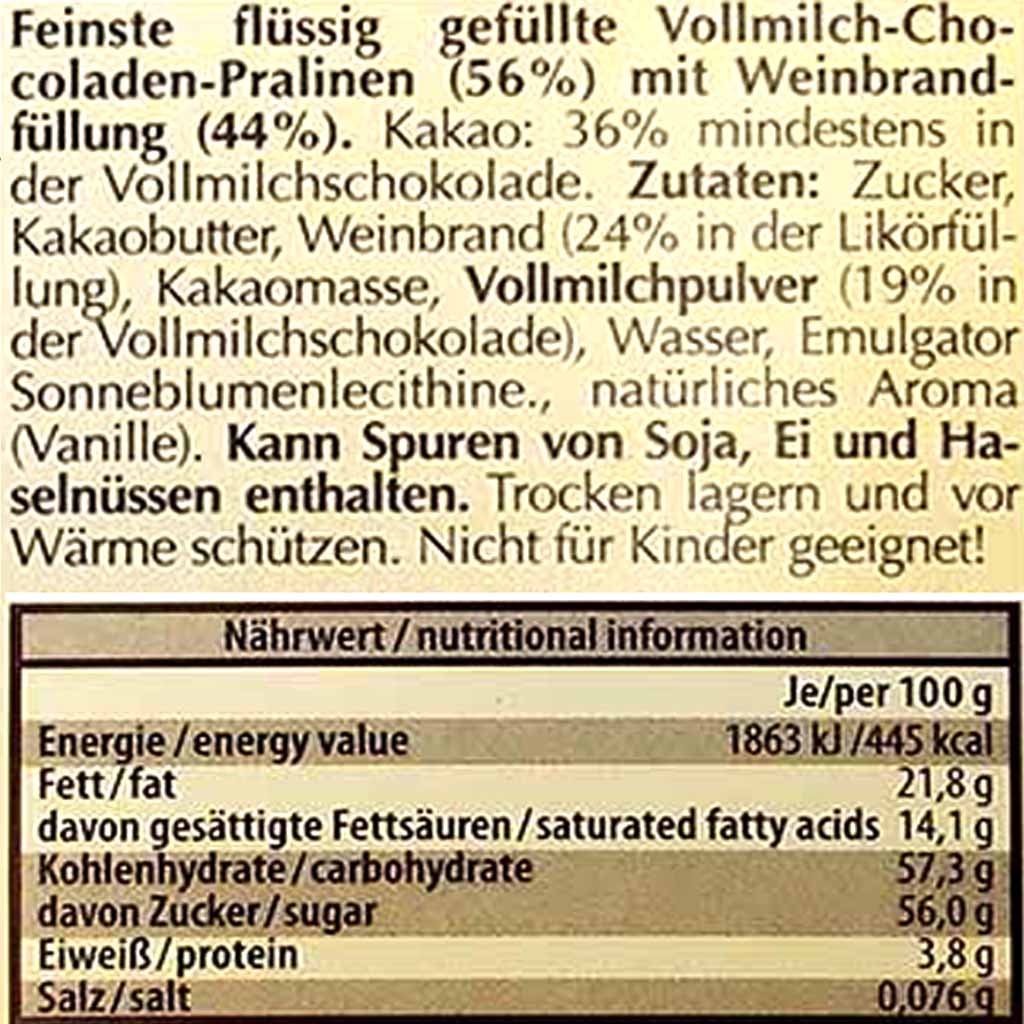 Feinste flüssig gefüllte Vollmilch-Cho-
coladen-Pralinen (56%) mit Weinbrand-
füllung (44%). Kakao: 36% mindestens in
der Vollmilchschokolade. Zutaten: Zucker,
Kakaobutter, Weinbrand (24% in der Likörfül-
lung), Kakaomasse, Vollmilchpulver (19% in
der Vollmilchschokolade), Wasser, Emulgator
Sonneblumenlecithine., natürliches Aroma
(Vanille). Kann Spuren von Soja, Ei und Ha-
selnüssen enthalten. Trocken lagern und vor
Wärme schützen. Nicht für Kinder geeignet!
Nährwert / nutritional information
Je/per 100 g
Energie / energy value 1863 kJ /445 kcal
Fett / fat 21,8 g
davon gesättigte Fettsäuren / saturated fatty acids 14,1 g
Kohlenhydrate / carbohydrate 57,3 g
davon Zucker / sugar 56,0 g
Eiweiß / protein 3,8 g
Salz / salt 0,076 g